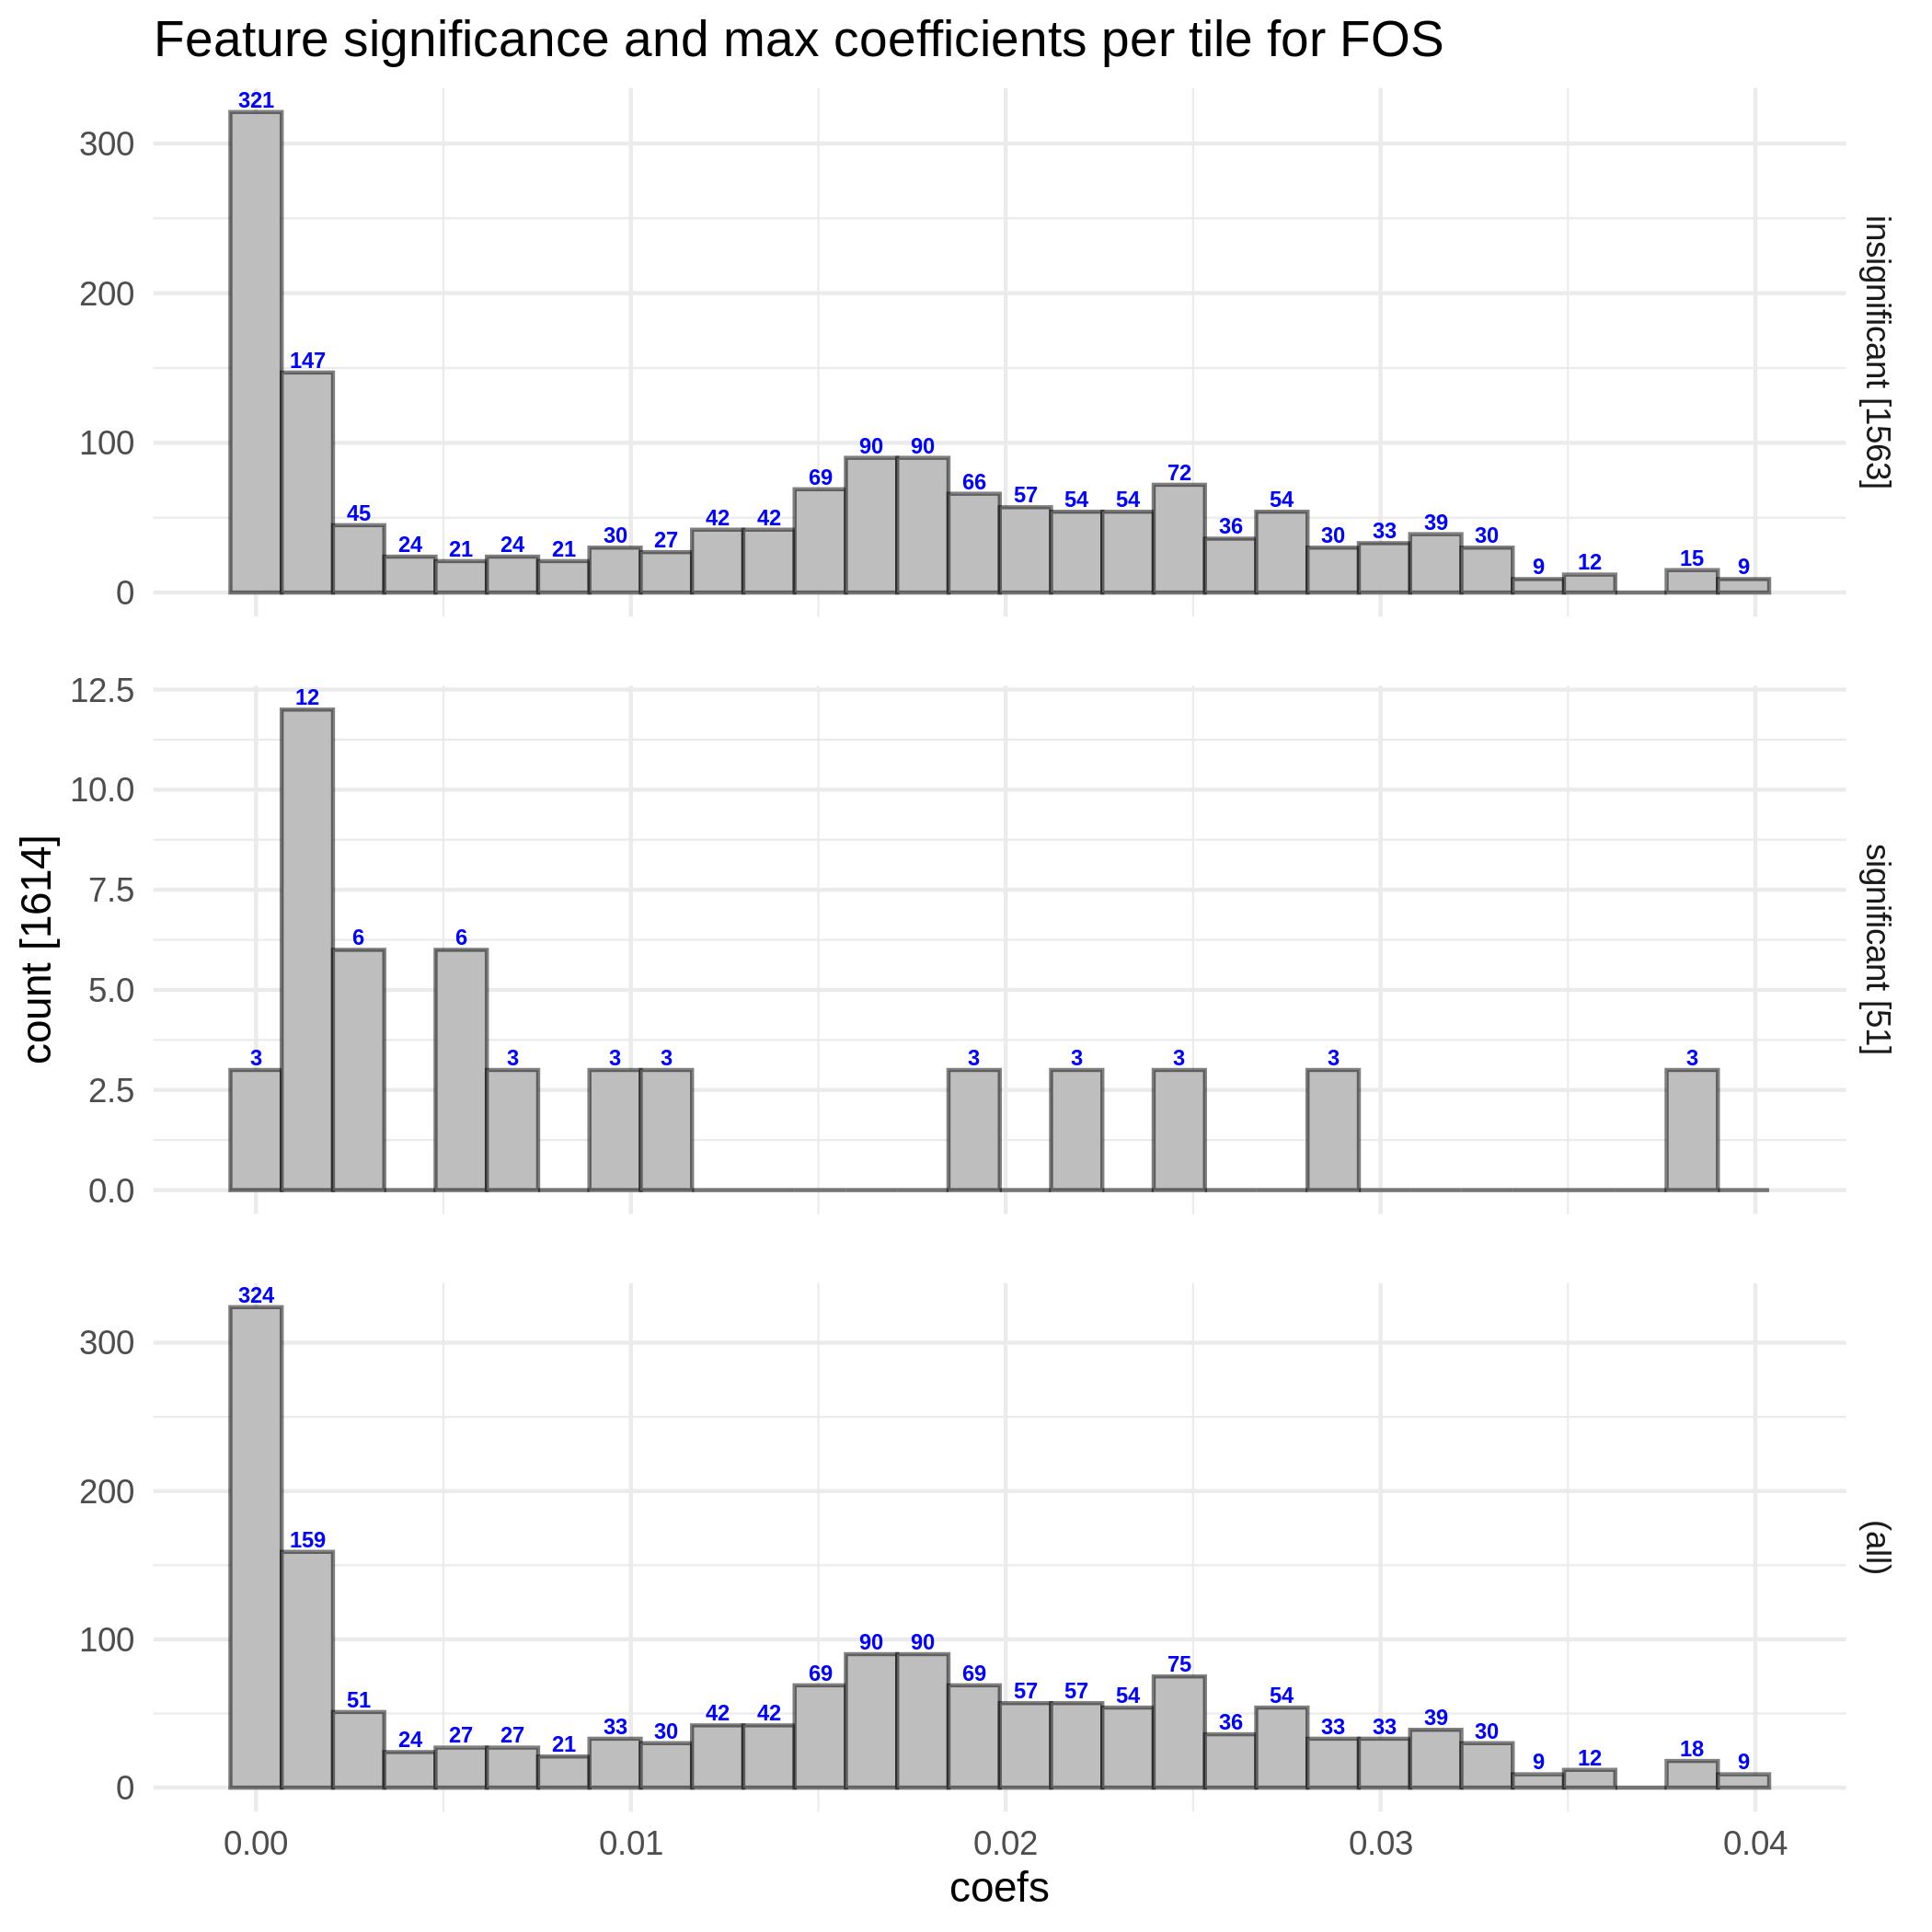 Feature significance and max coefficients per tile for FOS
321
300
200
147
100
45 24 21 24 21 30 27 42 42 69 90 90 66 57 54 54 72 36 54 30 33 39 30 9 12 15 9
0
insignificant [1563]
12.5
12
10.0
7.5
6 6
5.0
3 3 3 3 3 3 3 3 3
2.5
0.0
significant [51]
count [1614]
324
300
200
159
100
51 24 27 27 21 33 30 42 42 69 90 90 69 57 57 54 75 36 54 33 33 39 30 9 12 18 9
0
(all)
0.00 0.01 0.02 0.03 0.04
coefs